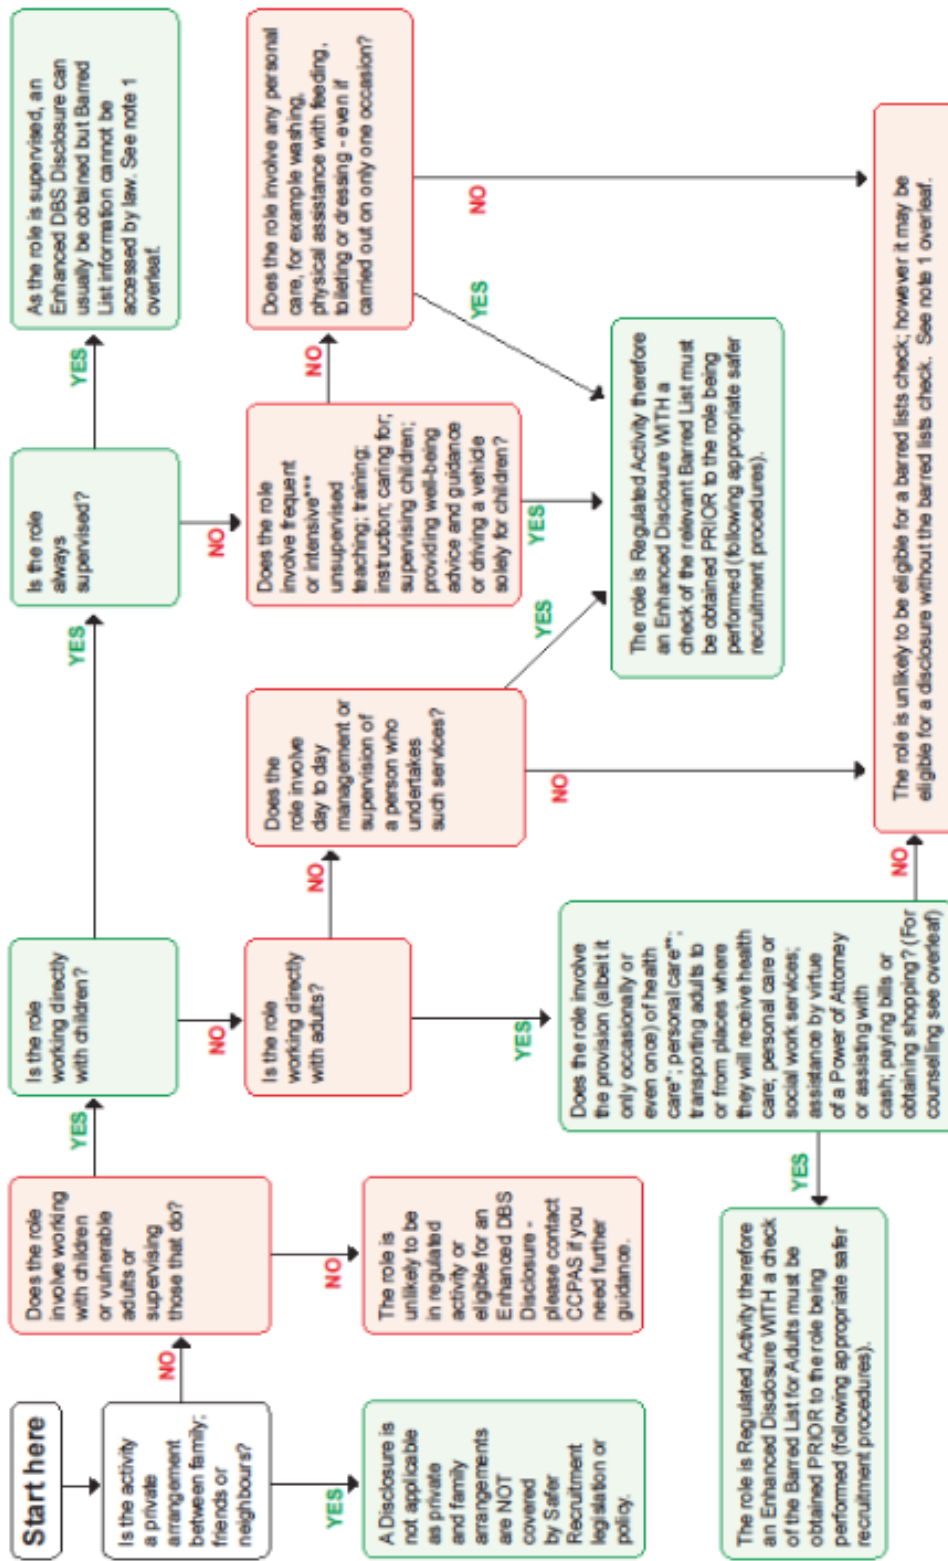 Start here
Is the activity
a private
arrangement
between family;
friends or
neighbours?
YES
A Disclosure is
not applicable
as private
and family
arrangements
are NOT
covered
by Safer
Recruitment
legislation or
policy.
NO
Does the role
involve working
with children
or vulnerable
adults or
supervising
those that do?
NO
The role is
unlikely to be
in regulated
activity or
eligible for an
Enhanced DBS
Disclosure -
please contact
CCPAS if you
need further
guidance.
YES
Is the role
working directly
with children?
YES
Is the role
always
supervised?
YES
As the role is supervised, an
Enhanced DBS Disclosure can
usually be obtained but Barred
List information cannot be
accessed by law. See note 1
overleaf.
NO
Is the role
working directly
with adults?
NO
Does the
role involve
day to day
management or
supervision of
a person who
undertakes
such services?
NO
Does the role
involve frequent
or intensive***
unsupervised
teaching; training;
instruction; caring for;
supervising children;
providing well-being
advice and guidance
or driving a vehicle
solely for children?
NO
Does the role involve any personal
care, for example washing,
physical assistance with feeding,
toileting or dressing - even if
carried out on only one occasion?
YES
YES
YES
NO
The role is Regulated Activity therefore
an Enhanced Disclosure WITH a
check of the relevant Barred List must
be obtained PRIOR to the role being
performed (following appropriate safer
recruitment procedures).
YES
Does the role involve
the provision (albeit it
only occasionally or
even once) of health
care*; personal care**;
transporting adults to
or from places where
they will receive health
care; personal care or
social work services;
assistance by virtue
of a Power of Attorney
or assisting with
cash; paying bills or
obtaining shopping? (For
counselling see overleaf)
NO
NO
YES
The role is Regulated Activity therefore
an Enhanced Disclosure WITH a check
of the Barred List for Adults must be
obtained PRIOR to the role being
performed (following appropriate safer
recruitment procedures).
The role is unlikely to be eligible for a barred lists check; however it may be
eligible for a disclosure without the barred lists check. See note 1 overleaf.